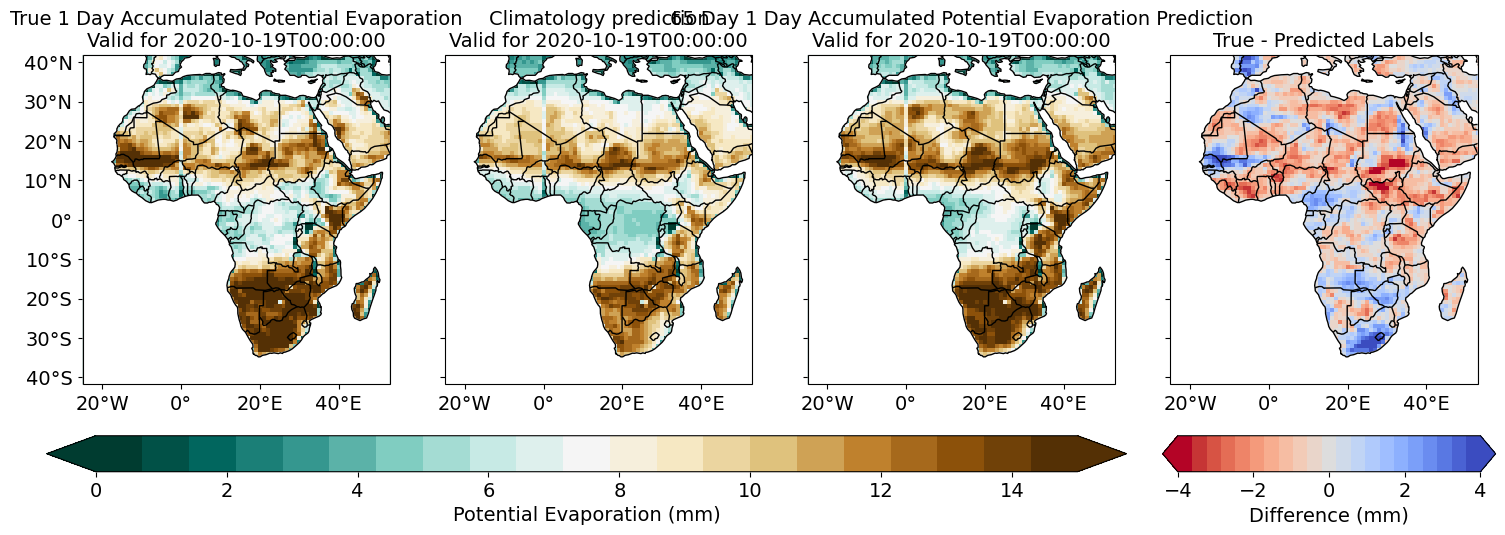 True 1 Day Accumulated Potential Evaporation
Valid for 2020-10-19T00:00:00
Climatology prediction
Valid for 2020-10-19T00:00:00
65 Day 1 Day Accumulated Potential Evaporation Prediction
Valid for 2020-10-19T00:00:00
True - Predicted Labels
40°N
30°N
20°N
10°N
0°
10°S
20°S
30°S
40°S
20°W 0° 20°E 40°E
20°W 0° 20°E 40°E
20°W 0° 20°E 40°E
20°W 0° 20°E 40°E
0 2 4 6 8 10 12 14
Potential Evaporation (mm)
−4 −2 0 2 4
Difference (mm)